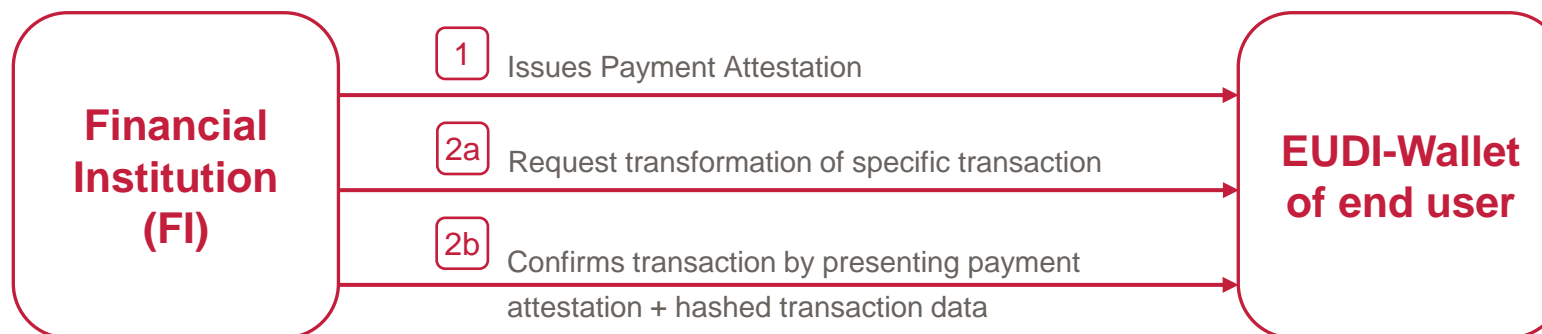 Financial
Institution
(FI)
1
Issues Payment Attestation
2a
Request transformation of specific transaction
2b
Confirms transaction by presenting payment
attestation + hashed transaction data
EUDI-Wallet
of end user